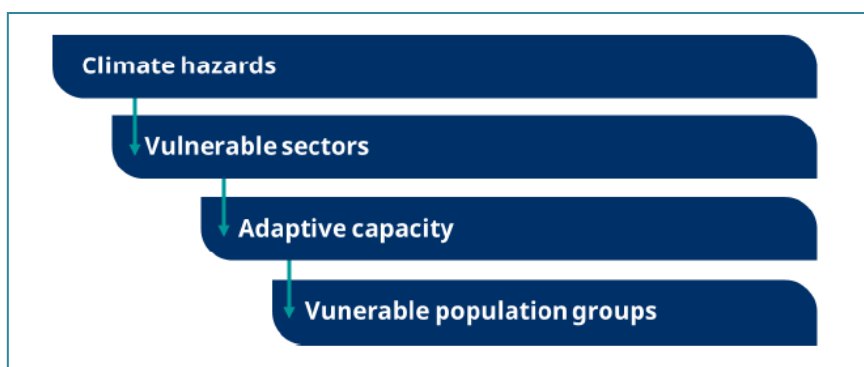 Climate hazards
Vulnerable sectors
Adaptive capacity
Vunerable population groups